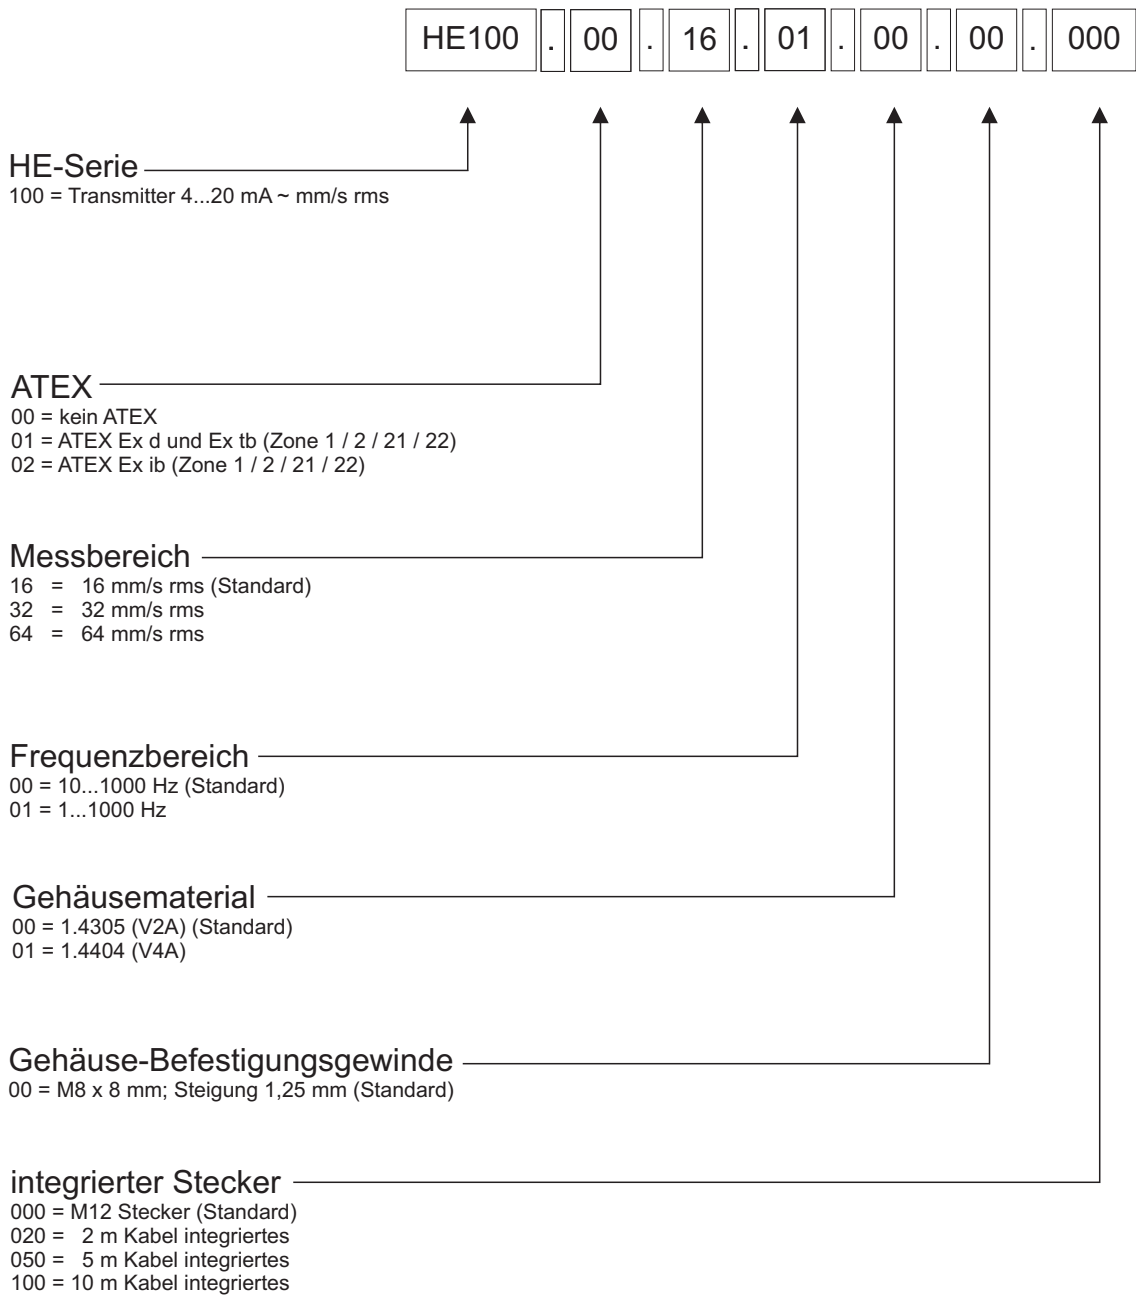 HE100 . 00 . 16 . 01 . 00 . 00 . 000
HE-Serie
100 = Transmitter 4...20 mA ~ mm/s rms
ATEX
00 = kein ATEX
01 = ATEX Ex d und Ex tb (Zone 1 / 2 / 21 / 22)
02 = ATEX Ex ib (Zone 1 / 2 / 21 / 22)
Messbereich
16 = 16 mm/s rms (Standard)
32 = 32 mm/s rms
64 = 64 mm/s rms
Frequenzbereich
00 = 10...1000 Hz (Standard)
01 = 1...1000 Hz
Gehäusematerial
00 = 1.4305 (V2A) (Standard)
01 = 1.4404 (V4A)
Gehäuse-Befestigungsgewinde
00 = M8 x 8 mm; Steigung 1,25 mm (Standard)
integrierter Stecker
000 = M12 Stecker (Standard)
020 = 2 m Kabel integriertes
050 = 5 m Kabel integriertes
100 = 10 m Kabel integriertes